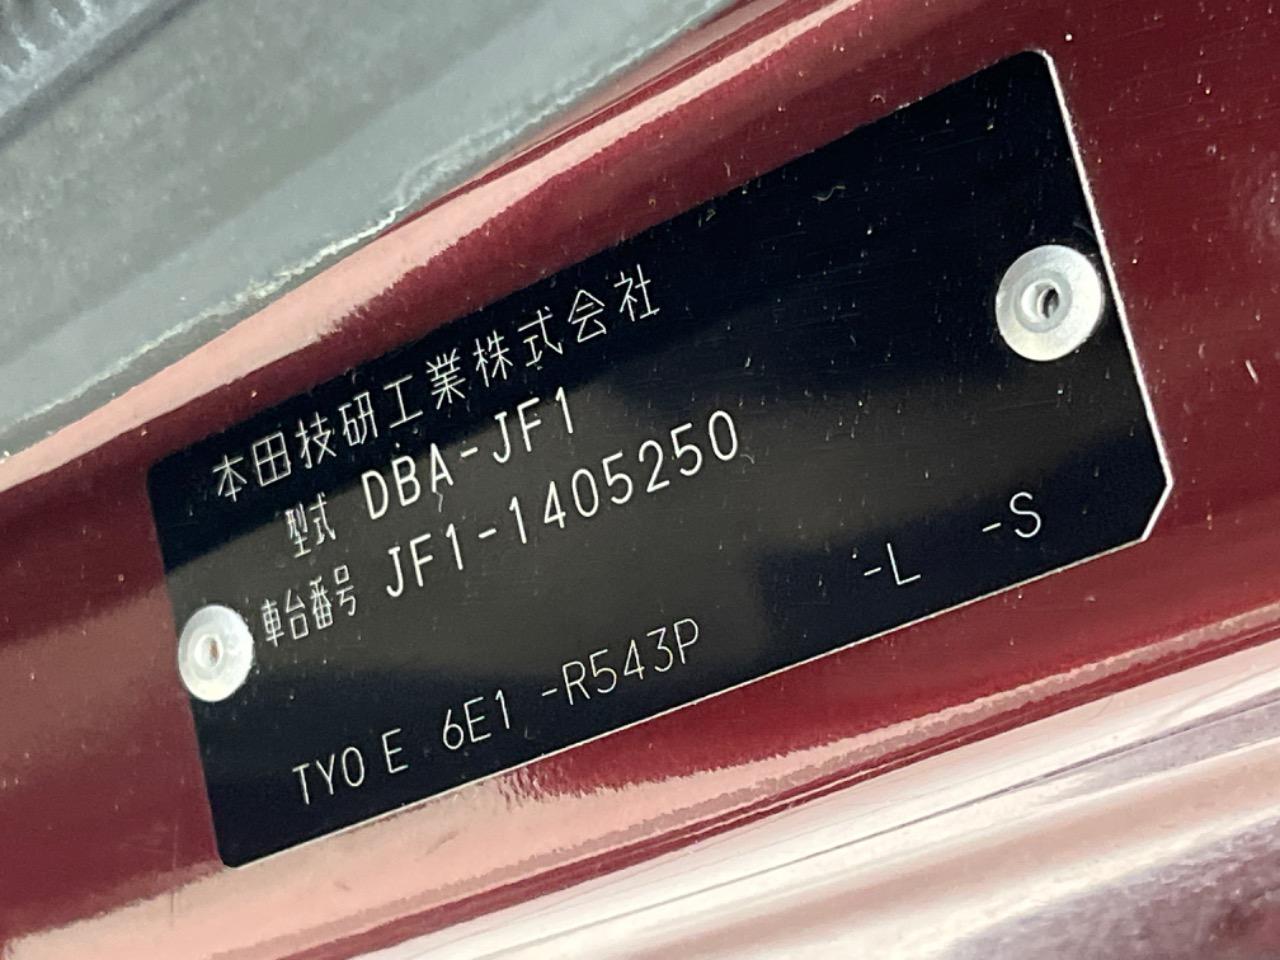 本田技研工業株式会社
型式 DBA-JF1
車台番号 JF1-1405250
TY0 E 6E1 -R543P -L -S